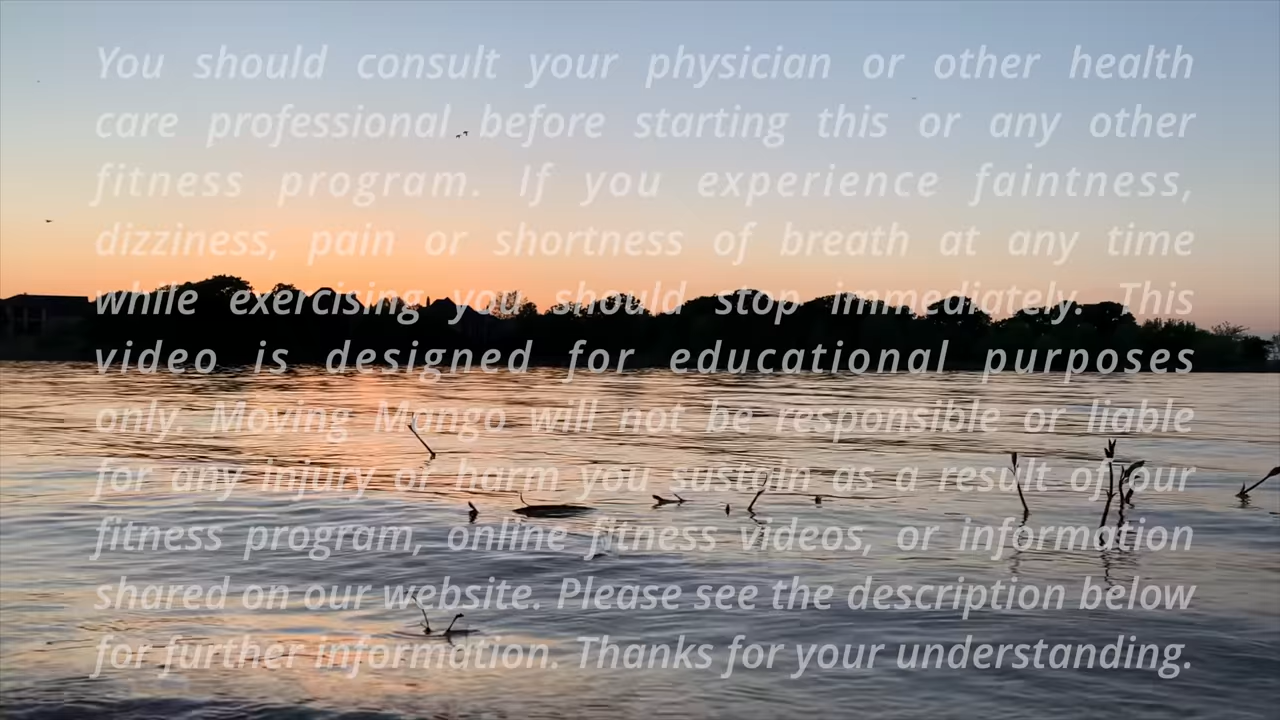 You should consult your physician or other health
care professional before starting this or any other
fitness program. If you experience faintness,
dizziness, pain or shortness of breath at any time
while exercising you should stop immediately. This
video is designed for educational purposes
only. Moving Mango will not be responsible or liable
for any injury or harm you sustain as a result of our
fitness program, online fitness videos, or information
shared on our website. Please see the description below
for further information. Thanks for your understanding.